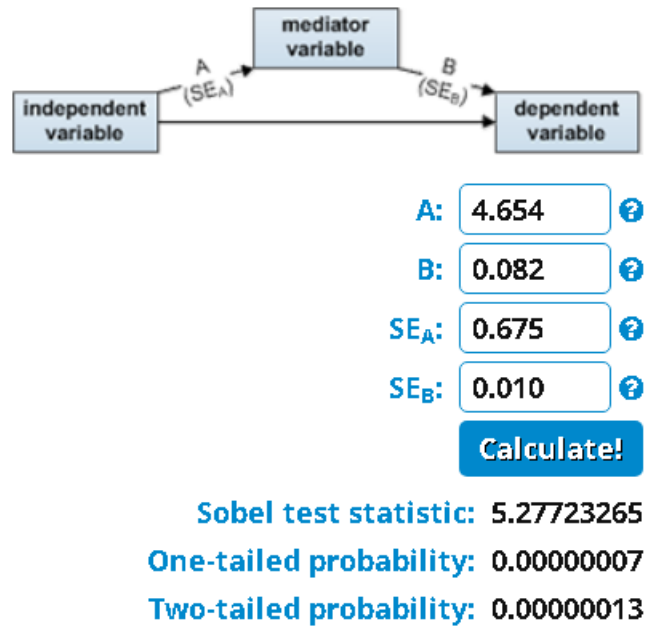 mediator
variable
A
(SEA)
B
(SEB)
independent
variable
dependent
variable
A: 4.654 ?
B: 0.082 ?
SEA: 0.675 ?
SEB: 0.010 ?
Calculate!
Sobel test statistic: 5.27723265
One-tailed probability: 0.00000007
Two-tailed probability: 0.00000013